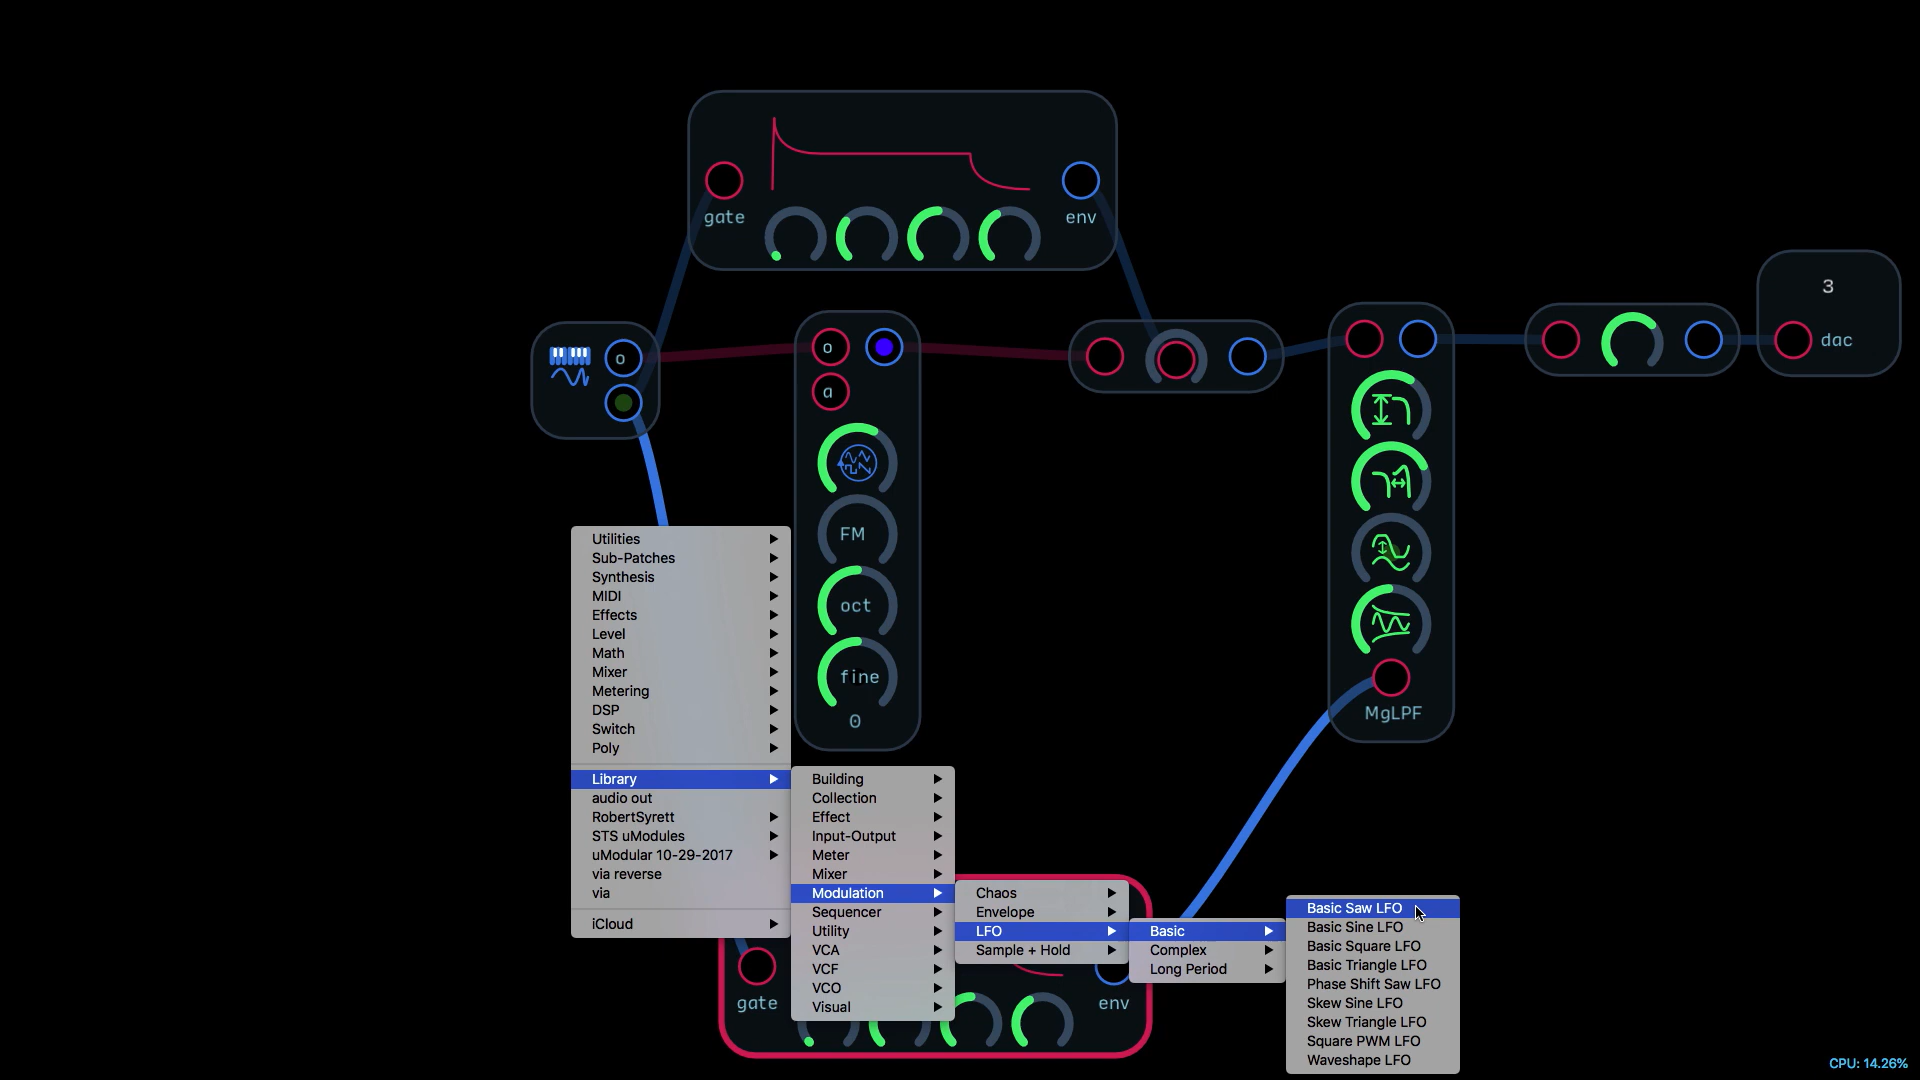 gate
env
3
dac
o
o
a
FM
oct
fine
0
MgLPF
Utilities
Sub-Patches
Synthesis
MIDI
Effects
Level
Math
Mixer
Metering
DSP
Switch
Poly
Library
audio out
RobertSyrett
STS uModules
uModular 10-29-2017
via reverse
via
iCloud
Building
Collection
Effect
Input-Output
Meter
Mixer
Modulation
Sequencer
Utility
VCA
VCF
VCO
Visual
Chaos
Envelope
LFO
Sample + Hold
Basic
Complex
Long Period
Basic Saw LFO
Basic Sine LFO
Basic Square LFO
Basic Triangle LFO
Phase Shift Saw LFO
Skew Sine LFO
Skew Triangle LFO
Square PWM LFO
Waveshape LFO
gate
env
CPU: 14.26%